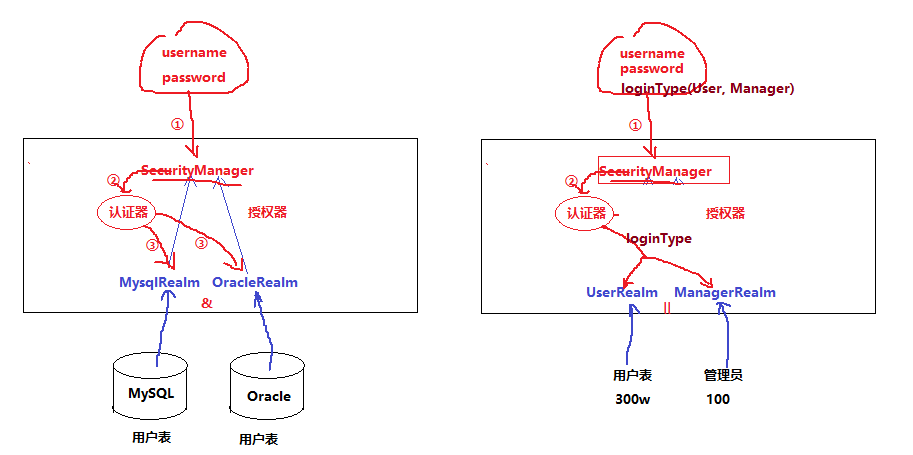 username
password
①
SecurityManager
②
认证器
授权器
③
③
MysqlRealm
OracleRealm
&
MySQL
Oracle
用户表
用户表
username
password
loginType(User, Manager)
①
SecurityManager
②
认证器
授权器
loginType
UserRealm
ManagerRealm
||
用户表
管理员
300w
100